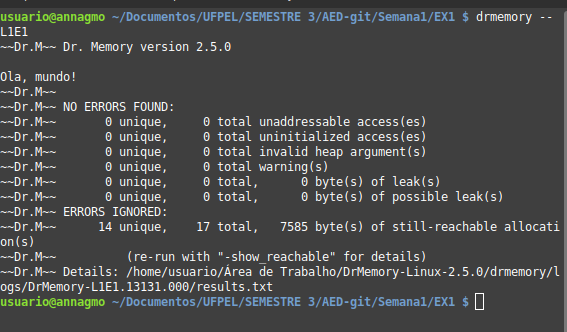 usuario@annagmo ~/Documentos/UFPEL/SEMESTRE 3/AED-git/Semana1/EX1 $ drmemory --
L1E1
~~Dr.M~~ Dr. Memory version 2.5.0

Ola, mundo!
~~Dr.M~~
~~Dr.M~~ NO ERRORS FOUND:
~~Dr.M~~       0 unique,     0 total unaddressable access(es)
~~Dr.M~~       0 unique,     0 total uninitialized access(es)
~~Dr.M~~       0 unique,     0 total invalid heap argument(s)
~~Dr.M~~       0 unique,     0 total warning(s)
~~Dr.M~~       0 unique,     0 total,      0 byte(s) of leak(s)
~~Dr.M~~       0 unique,     0 total,      0 byte(s) of possible leak(s)
~~Dr.M~~ ERRORS IGNORED:
~~Dr.M~~      14 unique,    17 total,   7585 byte(s) of still-reachable allocati
on(s)
~~Dr.M~~          (re-run with "-show_reachable" for details)
~~Dr.M~~ Details: /home/usuario/Área de Trabalho/DrMemory-Linux-2.5.0/drmemory/l
ogs/DrMemory-L1E1.13131.000/results.txt
usuario@annagmo ~/Documentos/UFPEL/SEMESTRE 3/AED-git/Semana1/EX1 $